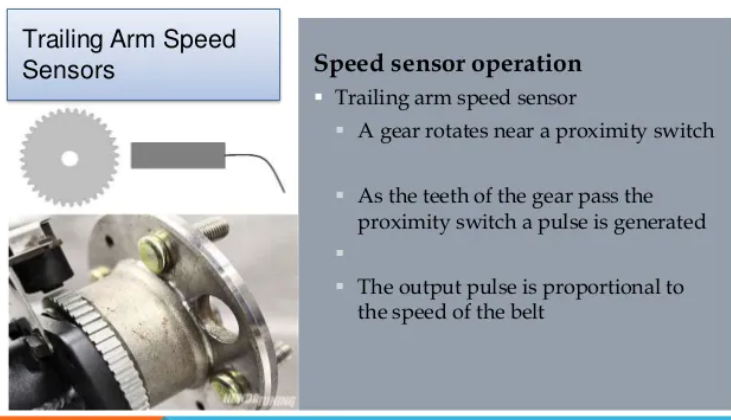 Trailing Arm Speed
Sensors
Speed sensor operation
Trailing arm speed sensor
A gear rotates near a proximity switch
As the teeth of the gear pass the
proximity switch a pulse is generated
The output pulse is proportional to
the speed of the belt